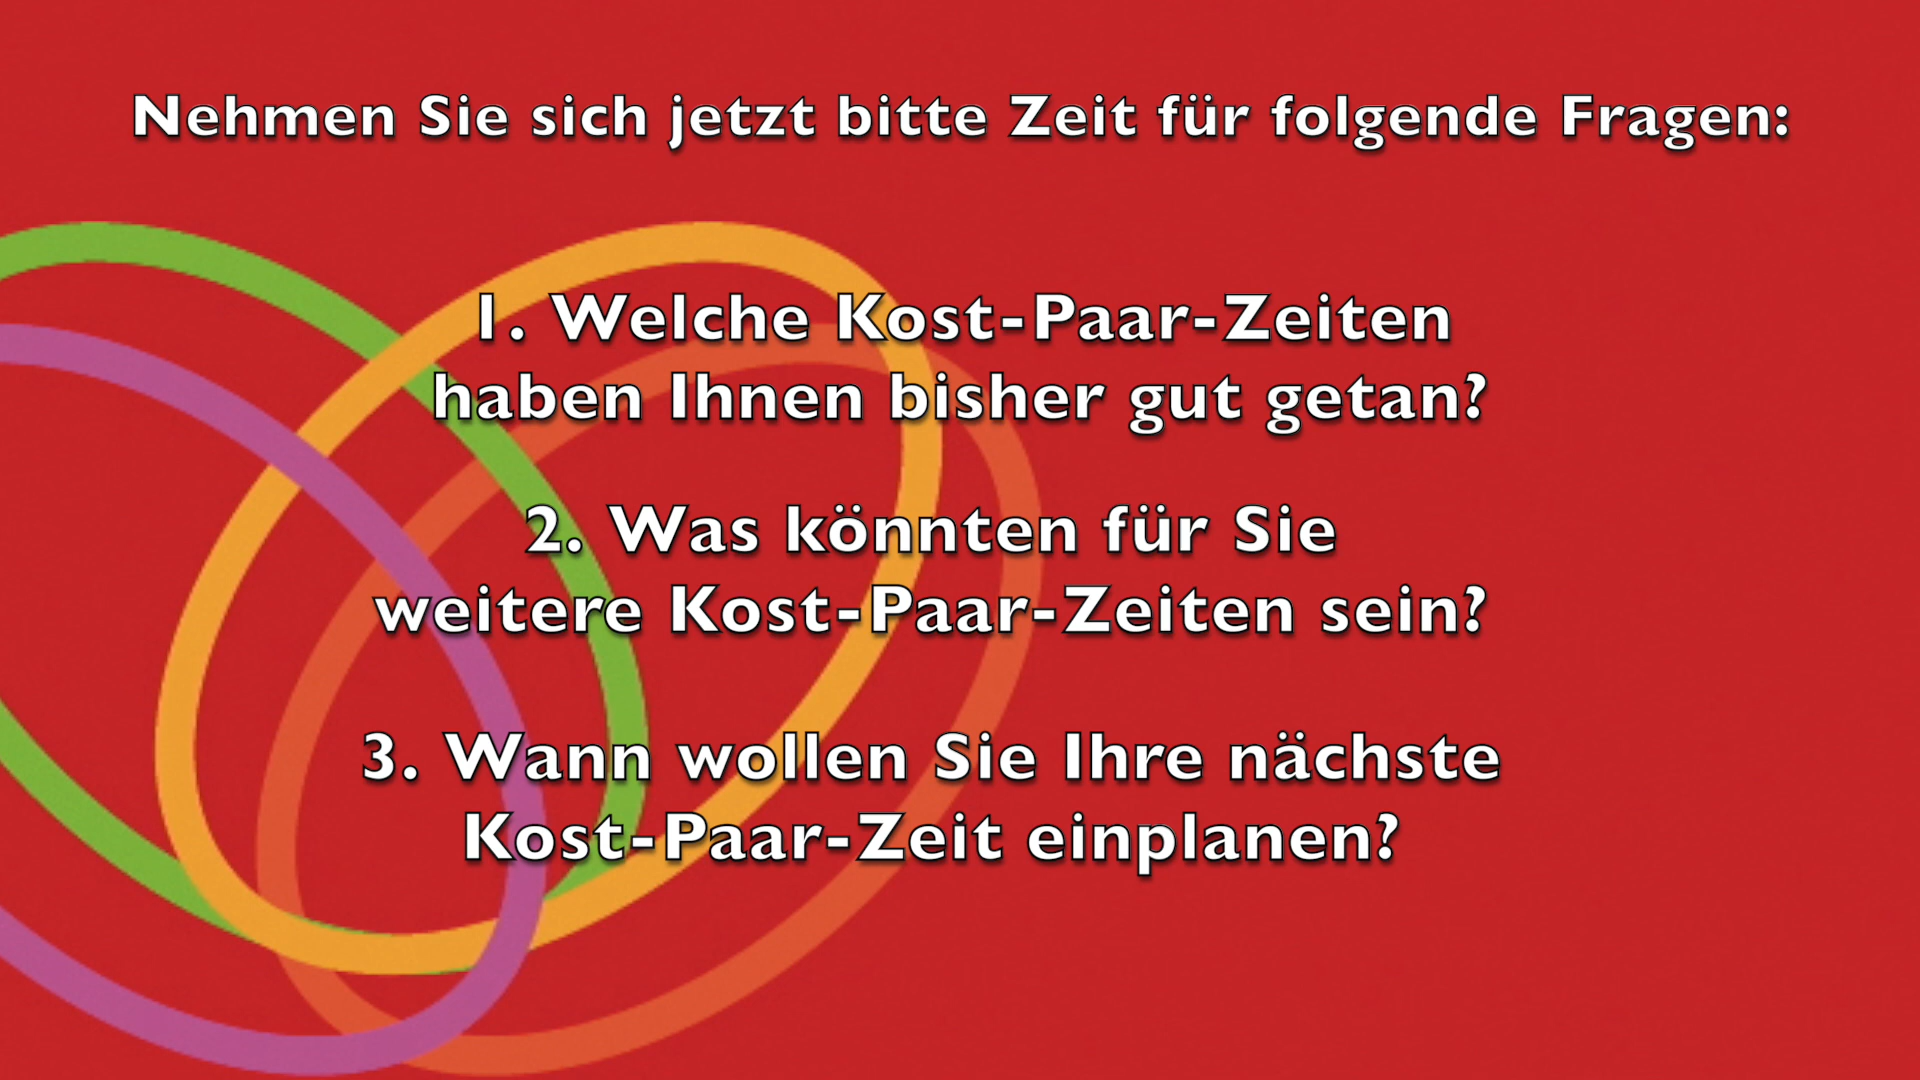 Nehmen Sie sich jetzt bitte Zeit für folgende Fragen:
1. Welche Kost-Paar-Zeiten
haben Ihnen bisher gut getan?
2. Was könnten für Sie
weitere Kost-Paar-Zeiten sein?
3. Wann wollen Sie Ihre nächste
Kost-Paar-Zeit einplanen?